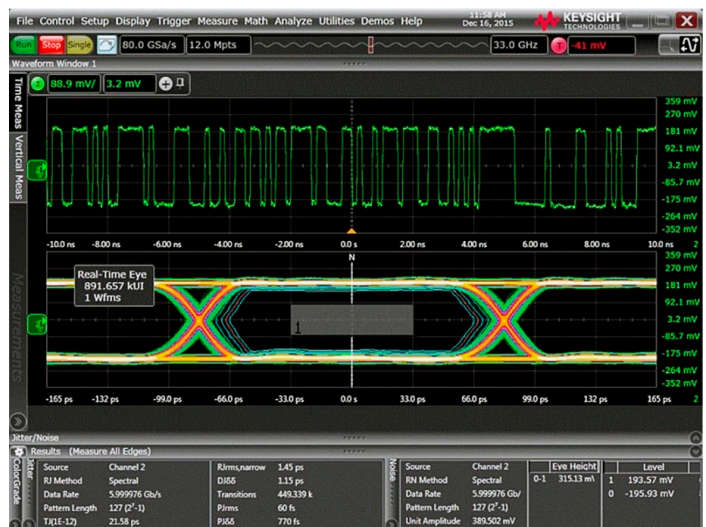 File Control Setup Display Trigger Measure Math Analyze Utilities Demos Help
11:58 AM
Dec 16, 2015
KEYSIGHT
TECHNOLOGIES
Run Stop Single 80.0 GSa/s 12.0 Mpts 33.0 GHz T -41 mV
Waveform Window 1
Time Meas
Vertical Meas
Measurements
88.9 mV/ 3.2 mV
359 mV
270 mV
181 mV
92.1 mV
3.2 mV
-85.7 mV
-175 mV
-264 mV
-352 mV
-10.0 ns -8.00 ns -6.00 ns -4.00 ns -2.00 ns 0.0 s 2.00 ns 4.00 ns 6.00 ns 8.00 ns 10.0 ns 2
N
Real-Time Eye
891.657 kUI
1 Wfms
1
359 mV
270 mV
181 mV
92.1 mV
3.2 mV
-85.7 mV
-175 mV
-264 mV
-352 mV
-165 ps -132 ps -99.0 ps -66.0 ps -33.0 ps 0.0 s 33.0 ps 66.0 ps 99.0 ps 132 ps 165 ps 2
Jitter/Noise
Results (Measure All Edges)
ColorGrade
Jitter
Source Channel 2
RJ Method Spectral
Data Rate 5.999976 Gb/s
Pattern Length 127 (2⁷-1)
TJ(1E-12) 21.58 ps
RJrms,narrow 1.45 ps
DJδδ 1.15 ps
Transitions 449.339 k
PJrms 60 fs
PJδδ 770 fs
Noise
Source Channel 2
RN Method Spectral
Data Rate 5.999976 Gb/s
Pattern Length 127 (2⁷-1)
Unit Amplitude 389.502 mV
Eye Height
0-1 315.13 m\
Level
1 193.57 mV
0 -195.93 mV